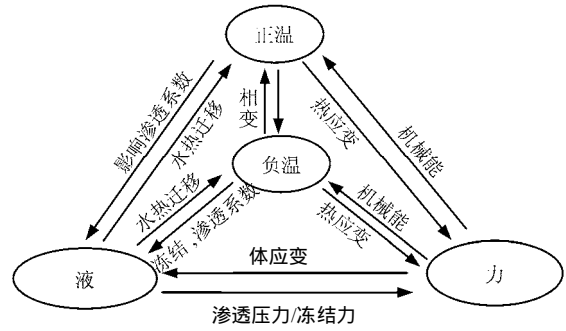 正温
影响渗透系数
水热迁移
相变
热应变
机械能
负温
水热迁移
冻结,渗透系数
机械能
热应变
液
体应变
力
渗透压力/冻结力